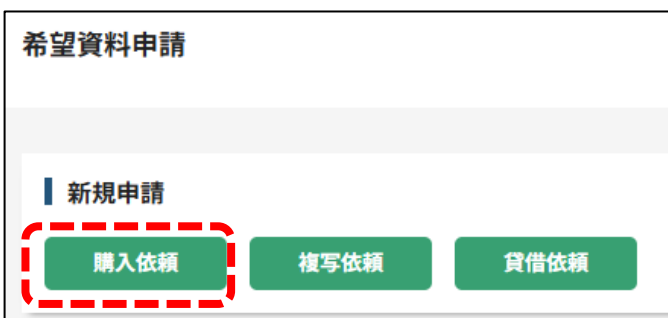 希望資料申請
新規申請
購入依頼 複写依頼 貸借依頼